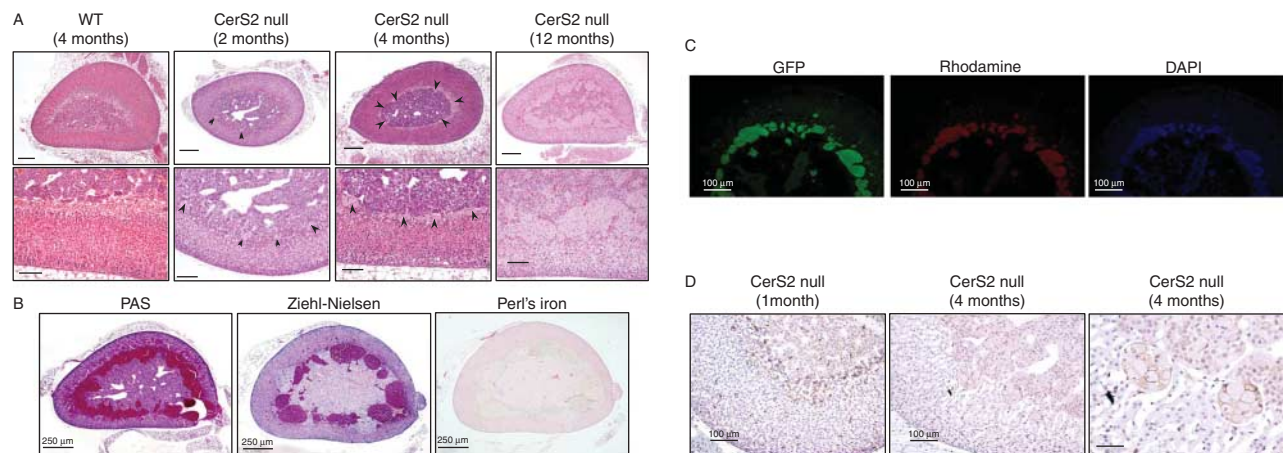 A
WT
(4 months)
CerS2 null
(2 months)
CerS2 null
(4 months)
CerS2 null
(12 months)
B
PAS
Ziehl-Nielsen
Perl's iron
250 µm
250 µm
250 µm
C
GFP
Rhodamine
DAPI
100 µm
100 µm
100 µm
D
CerS2 null
(1month)
CerS2 null
(4 months)
CerS2 null
(4 months)
100 µm
100 µm